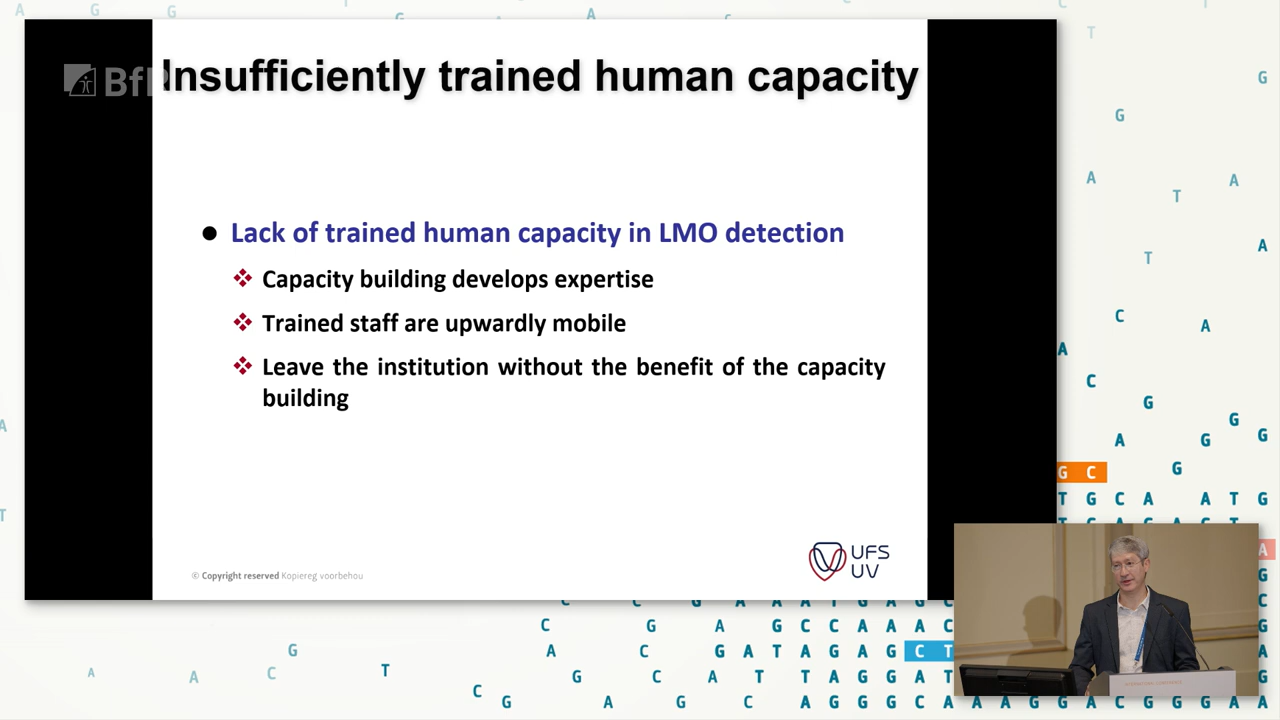 BfR
Insufficiently trained human capacity
Lack of trained human capacity in LMO detection
Capacity building develops expertise
Trained staff are upwardly mobile
Leave the institution without the benefit of the capacity
building
© Copyright reserved Kopiereg voorbehou
UFS
UV